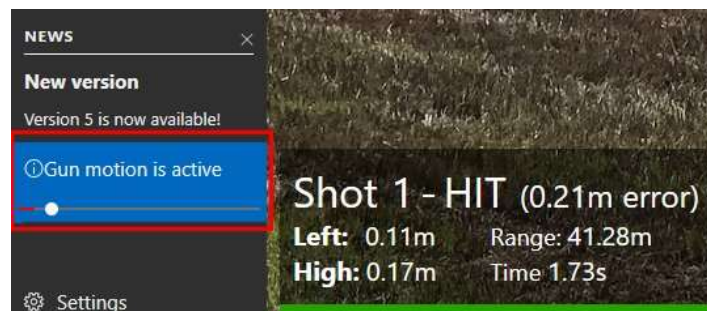 NEWS
New version
Version 5 is now available!
Gun motion is active
Settings
Shot 1 - HIT (0.21m error)
Left: 0.11m Range: 41.28m
High: 0.17m Time 1.73s